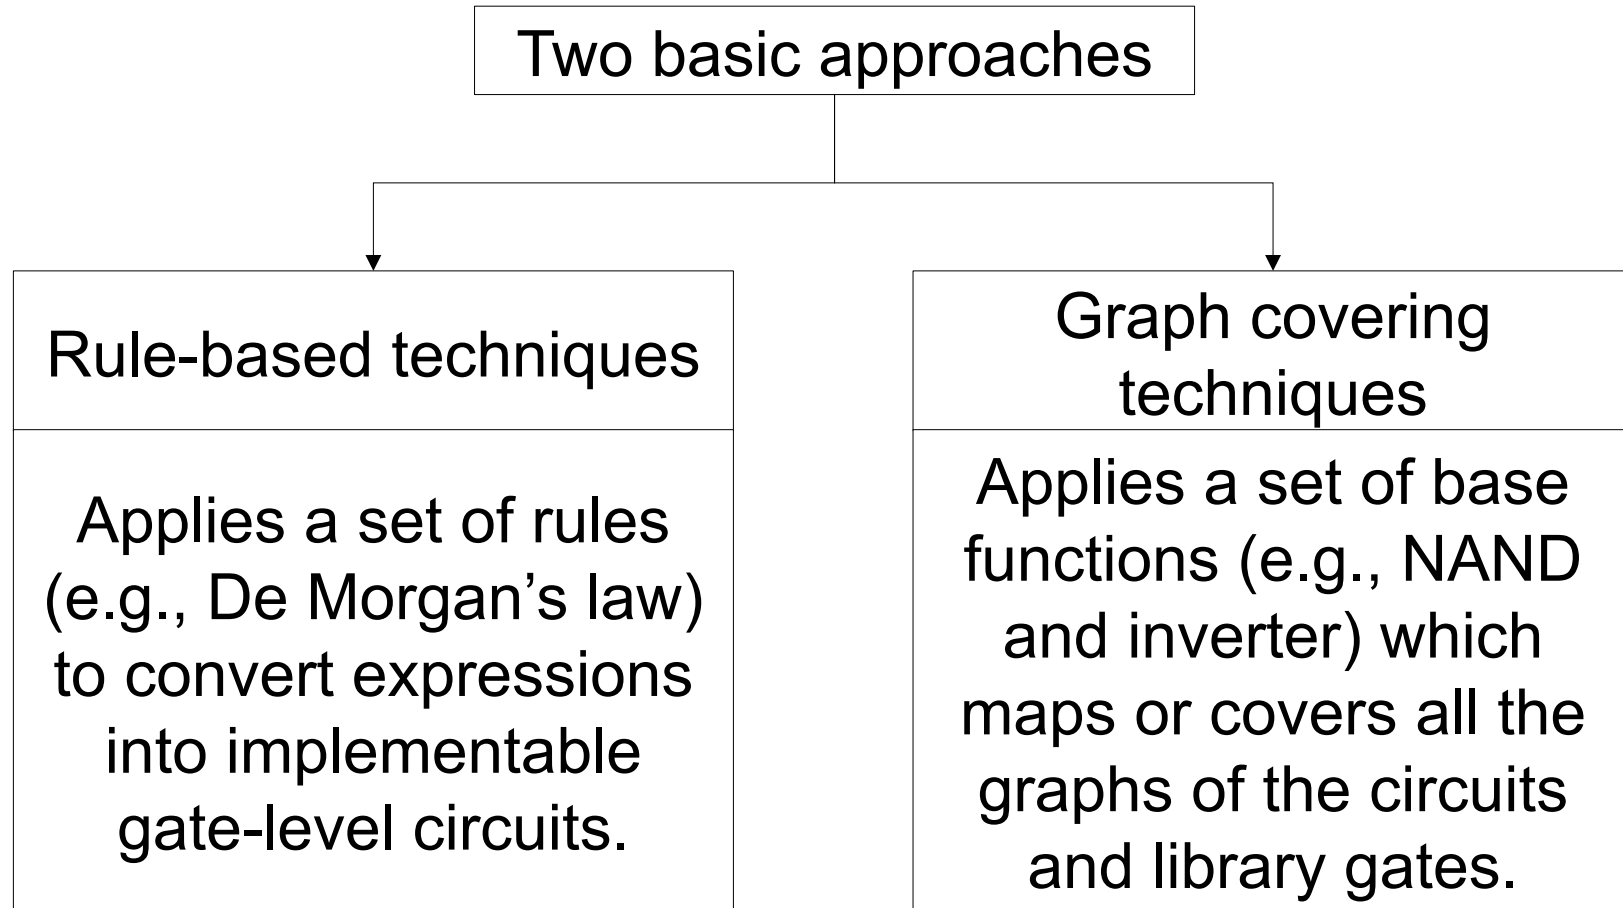 Two basic approaches
Rule-based techniques
Applies a set of rules
(e.g., De Morgan’s law)
to convert expressions
into implementable
gate-level circuits.
Graph covering
techniques
Applies a set of base
functions (e.g., NAND
and inverter) which
maps or covers all the
graphs of the circuits
and library gates.